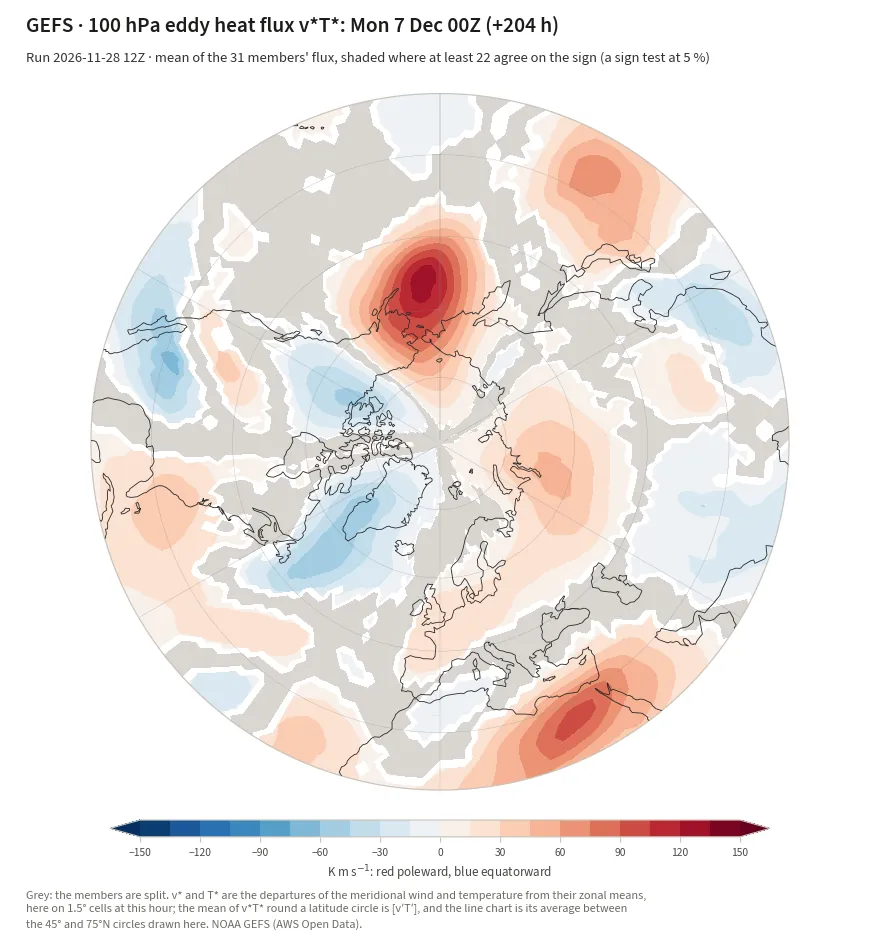 GEFS · 100 hPa eddy heat flux v*T*: Mon 7 Dec 00Z (+204 h)
Run 2026-11-28 12Z · mean of the 31 members' flux, shaded where at least 22 agree on the sign (a sign test at 5 %)
−150 −120 −90 −60 −30 0 30 60 90 120 150
K m s⁻¹: red poleward, blue equatorward
Grey: the members are split. v* and T* are the departures of the meridional wind and temperature from their zonal means,
here on 1.5° cells at this hour; the mean of v*T* round a latitude circle is [v'T'], and the line chart is its average between
the 45° and 75°N circles drawn here. NOAA GEFS (AWS Open Data).